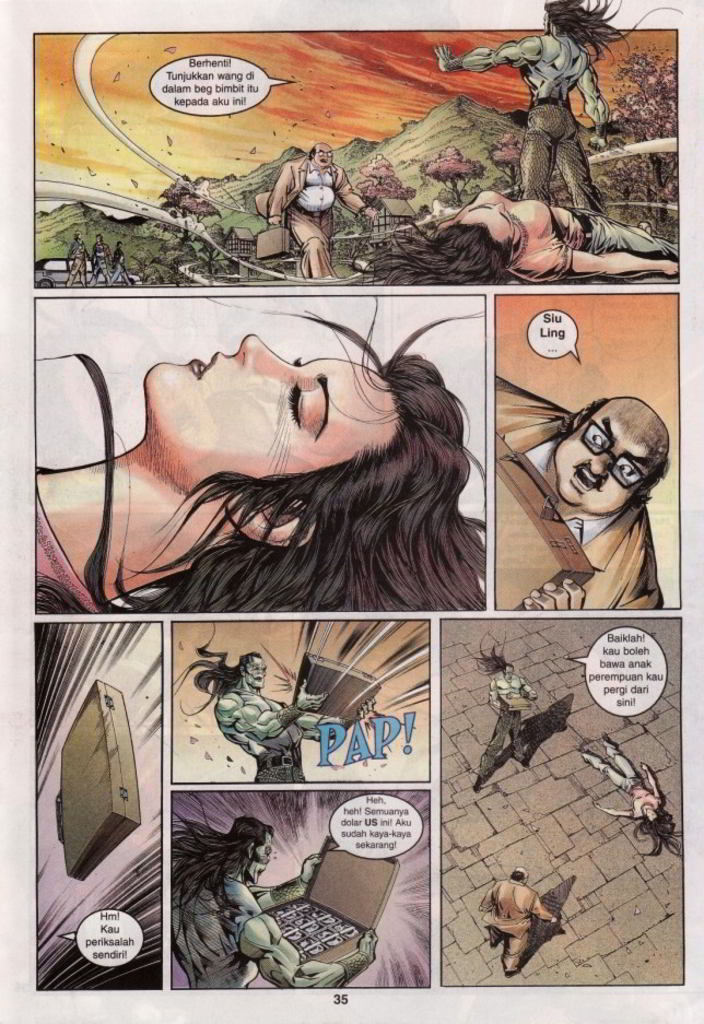 Berhenti!
Tunjukkan wang di
dalam beg bimbit itu
kepada aku ini!
Siu
Ling
...
Hm!
Kau
periksalah
sendiri!
PAP!
Heh,
heh! Semuanya
dolar US ini! Aku
sudah kaya-kaya
sekarang!
Baiklah!
kau boleh
bawa anak
perempuan kau
pergi dari
sini!
35